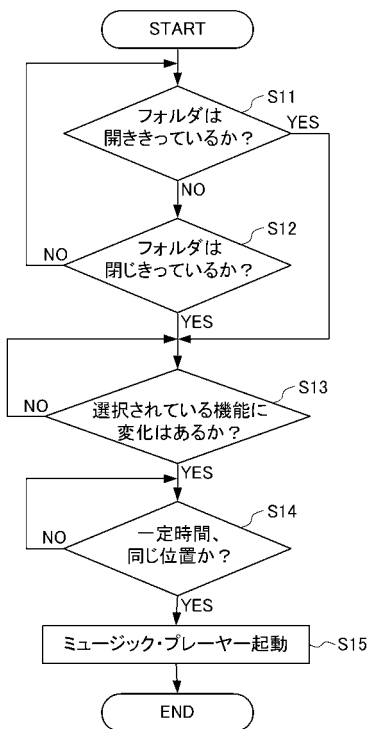 START
S11
フォルダは
開ききっているか？
YES
NO
S12
フォルダは
閉じきっているか？
NO
YES
S13
選択されている機能に
変化はあるか？
NO
YES
S14
一定時間、
同じ位置か？
NO
YES
ミュージック・プレーヤー起動
S15
END